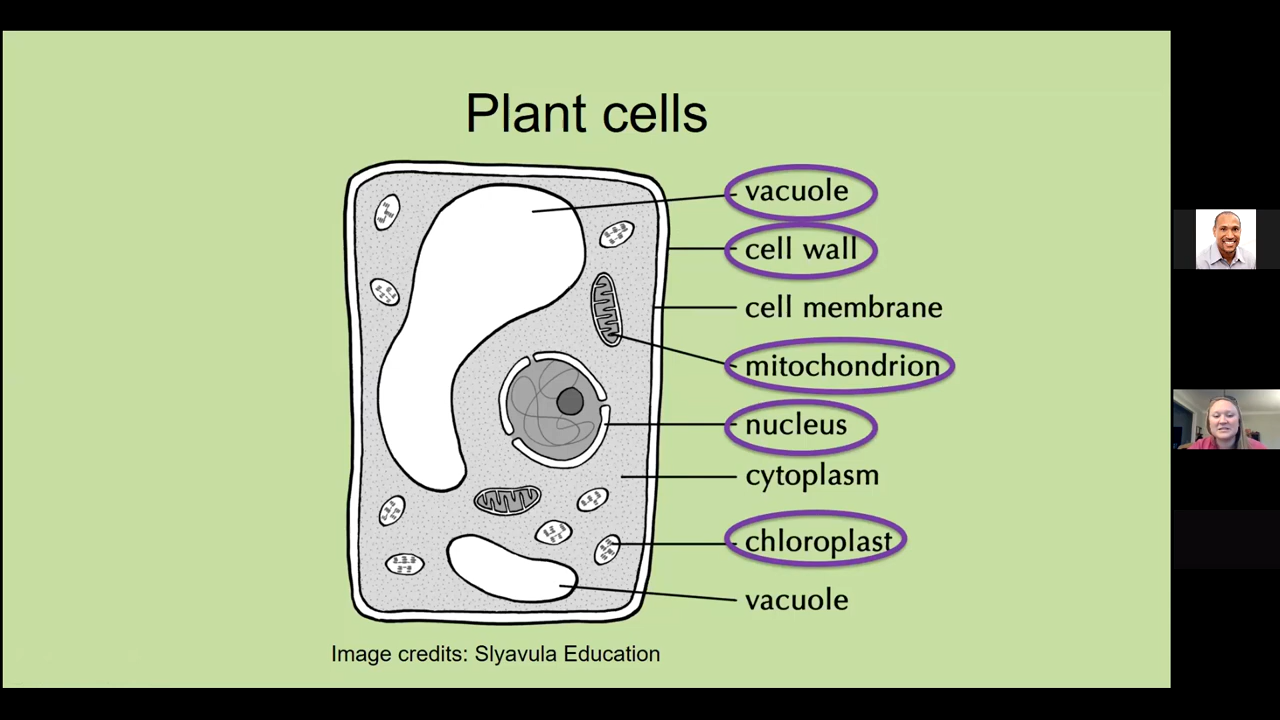 Plant cells
vacuole
cell wall
cell membrane
mitochondrion
nucleus
cytoplasm
chloroplast
vacuole
Image credits: Slyavula Education